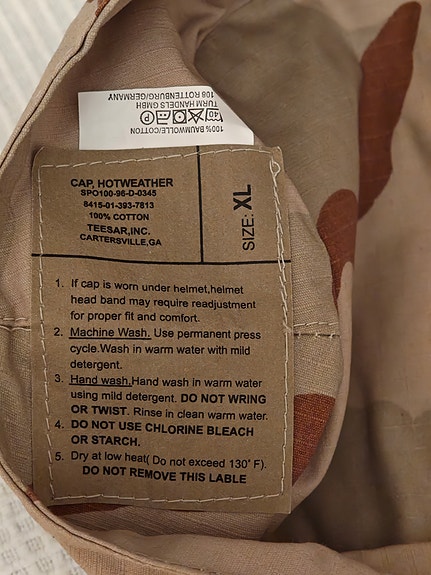 100% BAUMWOLLE/COTTON
40 P
TURM HANDELS GMBH
108 ROTTENBURG/GERMANY
CAP, HOTWEATHER
SPO100-96-D-0345
8415-01-393-7813
100% COTTON
TEESAR,INC.
CARTERSVILLE,GA
SIZE: XL
1. If cap is worn under helmet,helmet
head band may require readjustment
for proper fit and comfort.
2. Machine Wash. Use permanent press
cycle.Wash in warm water with mild
detergent.
3. Hand wash.Hand wash in warm water
using mild detergent. DO NOT WRING
OR TWIST. Rinse in clean warm water.
4. DO NOT USE CHLORINE BLEACH
OR STARCH.
5. Dry at low heat( Do not exceed 130° F).
DO NOT REMOVE THIS LABLE